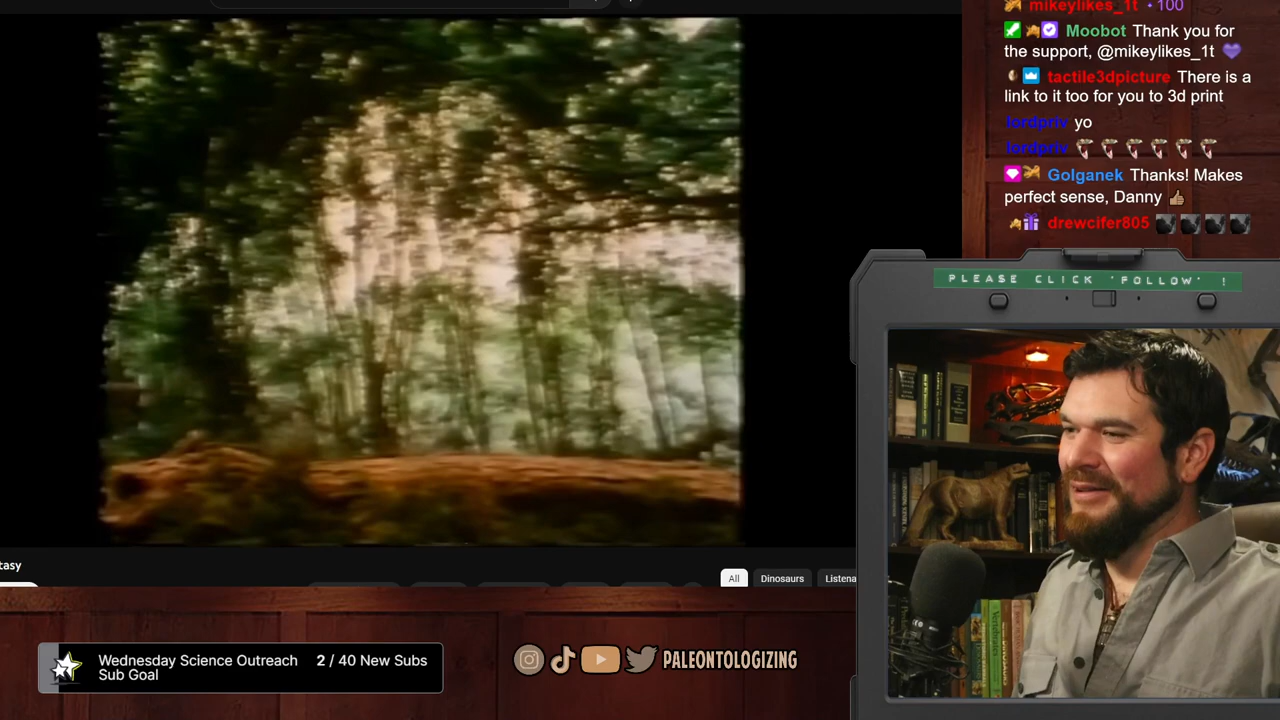 mikeylikes_1t • 100
Moobot Thank you for
the support, @mikeylikes_1t 💜
tactile3dpicture There is a
link to it too for you to 3d print
lordpriv yo
lordpriv
Golganek Thanks! Makes
perfect sense, Danny 👍🏽
drewcifer805
PLEASE CLICK "FOLLOW" !
tasy
All Dinosaurs Listena
Wednesday Science Outreach 2 / 40 New Subs
Sub Goal
PALEONTOLOGIZING